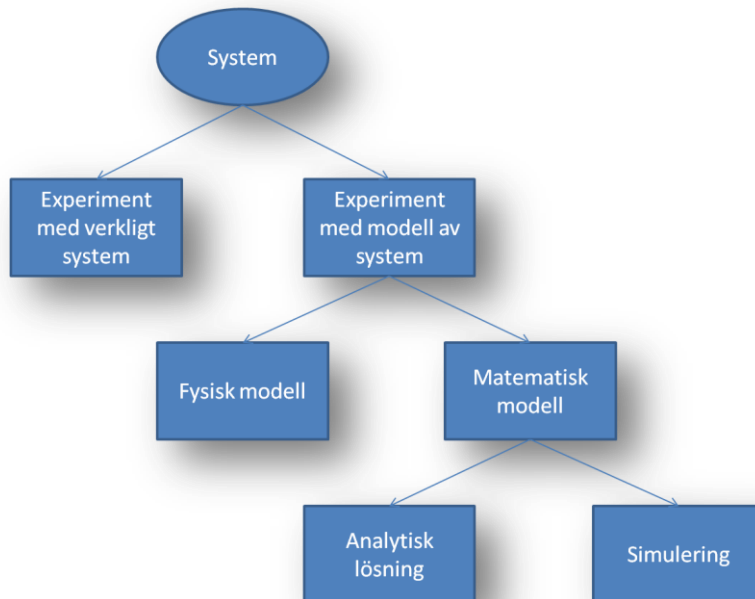 System
Experiment
med verkligt
system
Experiment
med modell av
system
Fysisk modell
Matematisk
modell
Analytisk
lösning
Simulering